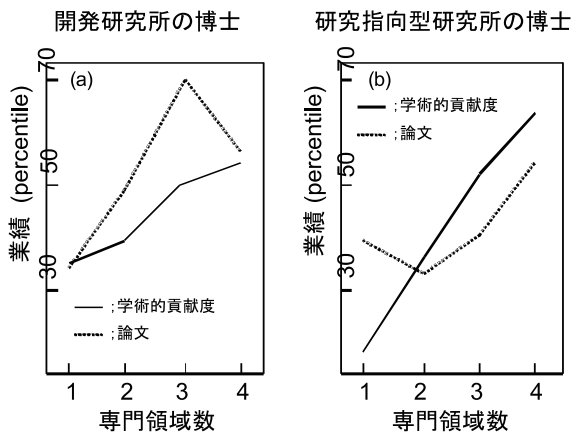 開発研究所の博士
(a)
業績 (percentile)
70
50
30
;学術的貢献度
;論文
1 2 3 4
専門領域数
研究指向型研究所の博士
(b)
;学術的貢献度
;論文
業績 (percentile)
70
50
30
1 2 3 4
専門領域数